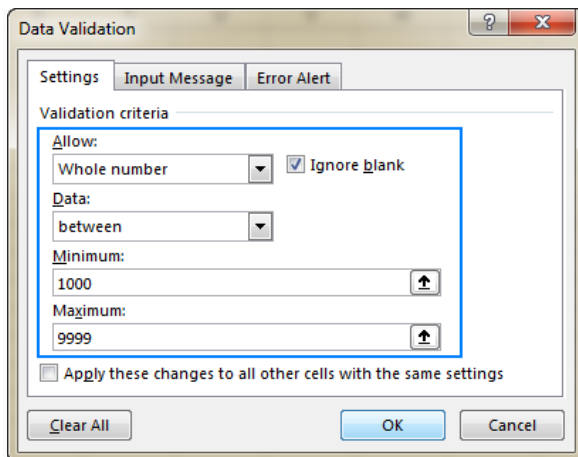 Data Validation
Settings Input Message Error Alert
Validation criteria
Allow:
Whole number Ignore blank
Data:
between
Minimum:
1000
Maximum:
9999
Apply these changes to all other cells with the same settings
Clear All OK Cancel